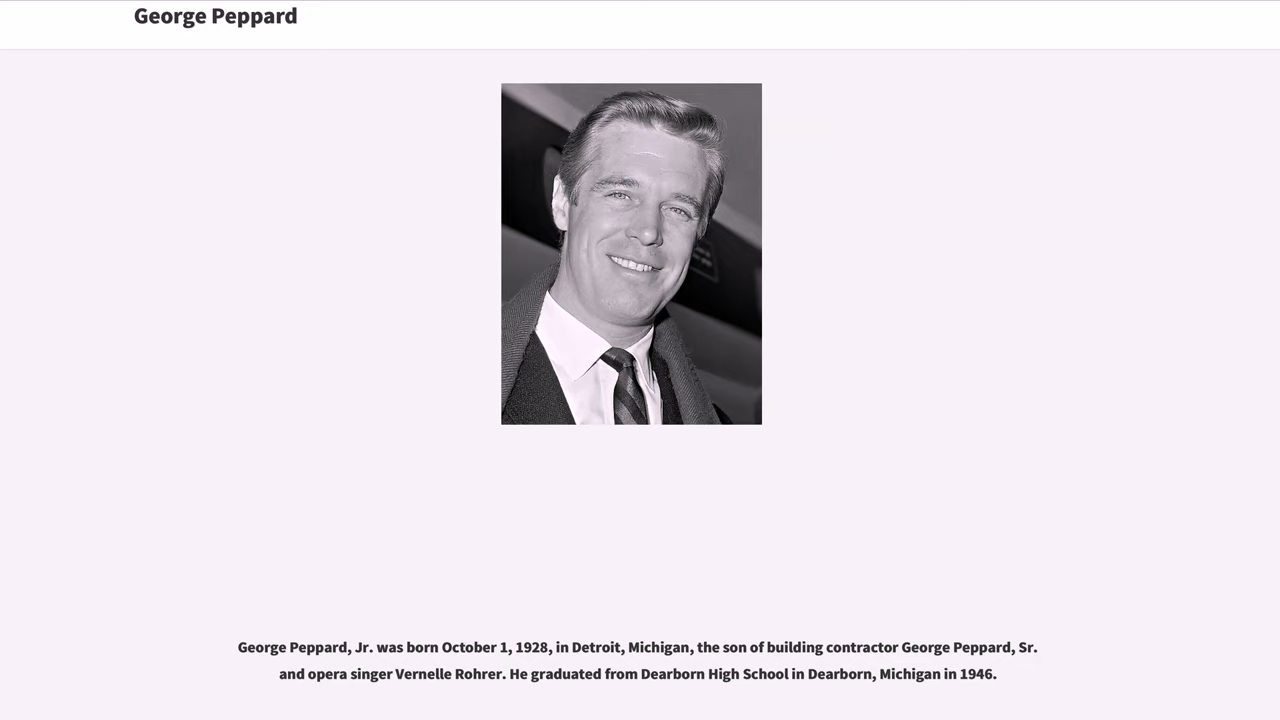 George Peppard
George Peppard, Jr. was born October 1, 1928, in Detroit, Michigan, the son of building contractor George Peppard, Sr.
and opera singer Vernelle Rohrer. He graduated from Dearborn High School in Dearborn, Michigan in 1946.